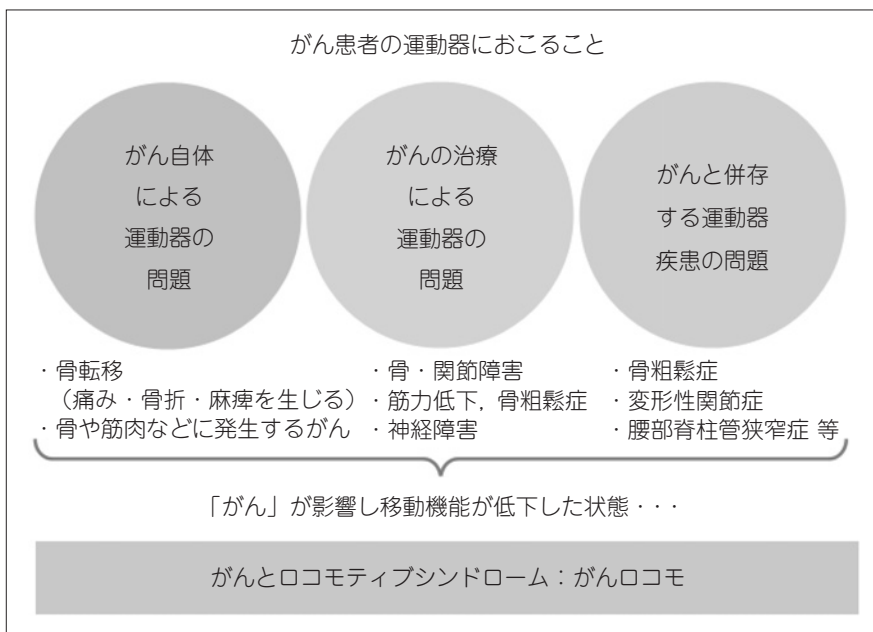 がん患者の運動器におこること
がん自体
による
運動器の
問題
がんの治療
による
運動器の
問題
がんと併存
する運動器
疾患の問題
・骨転移
（痛み・骨折・麻痺を生じる）
・骨や筋肉などに発生するがん
・骨・関節障害
・筋力低下，骨粗鬆症
・神経障害
・骨粗鬆症
・変形性関節症
・腰部脊柱管狭窄症 等
「がん」が影響し移動機能が低下した状態・・・
がんとロコモティブシンドローム：がんロコモ